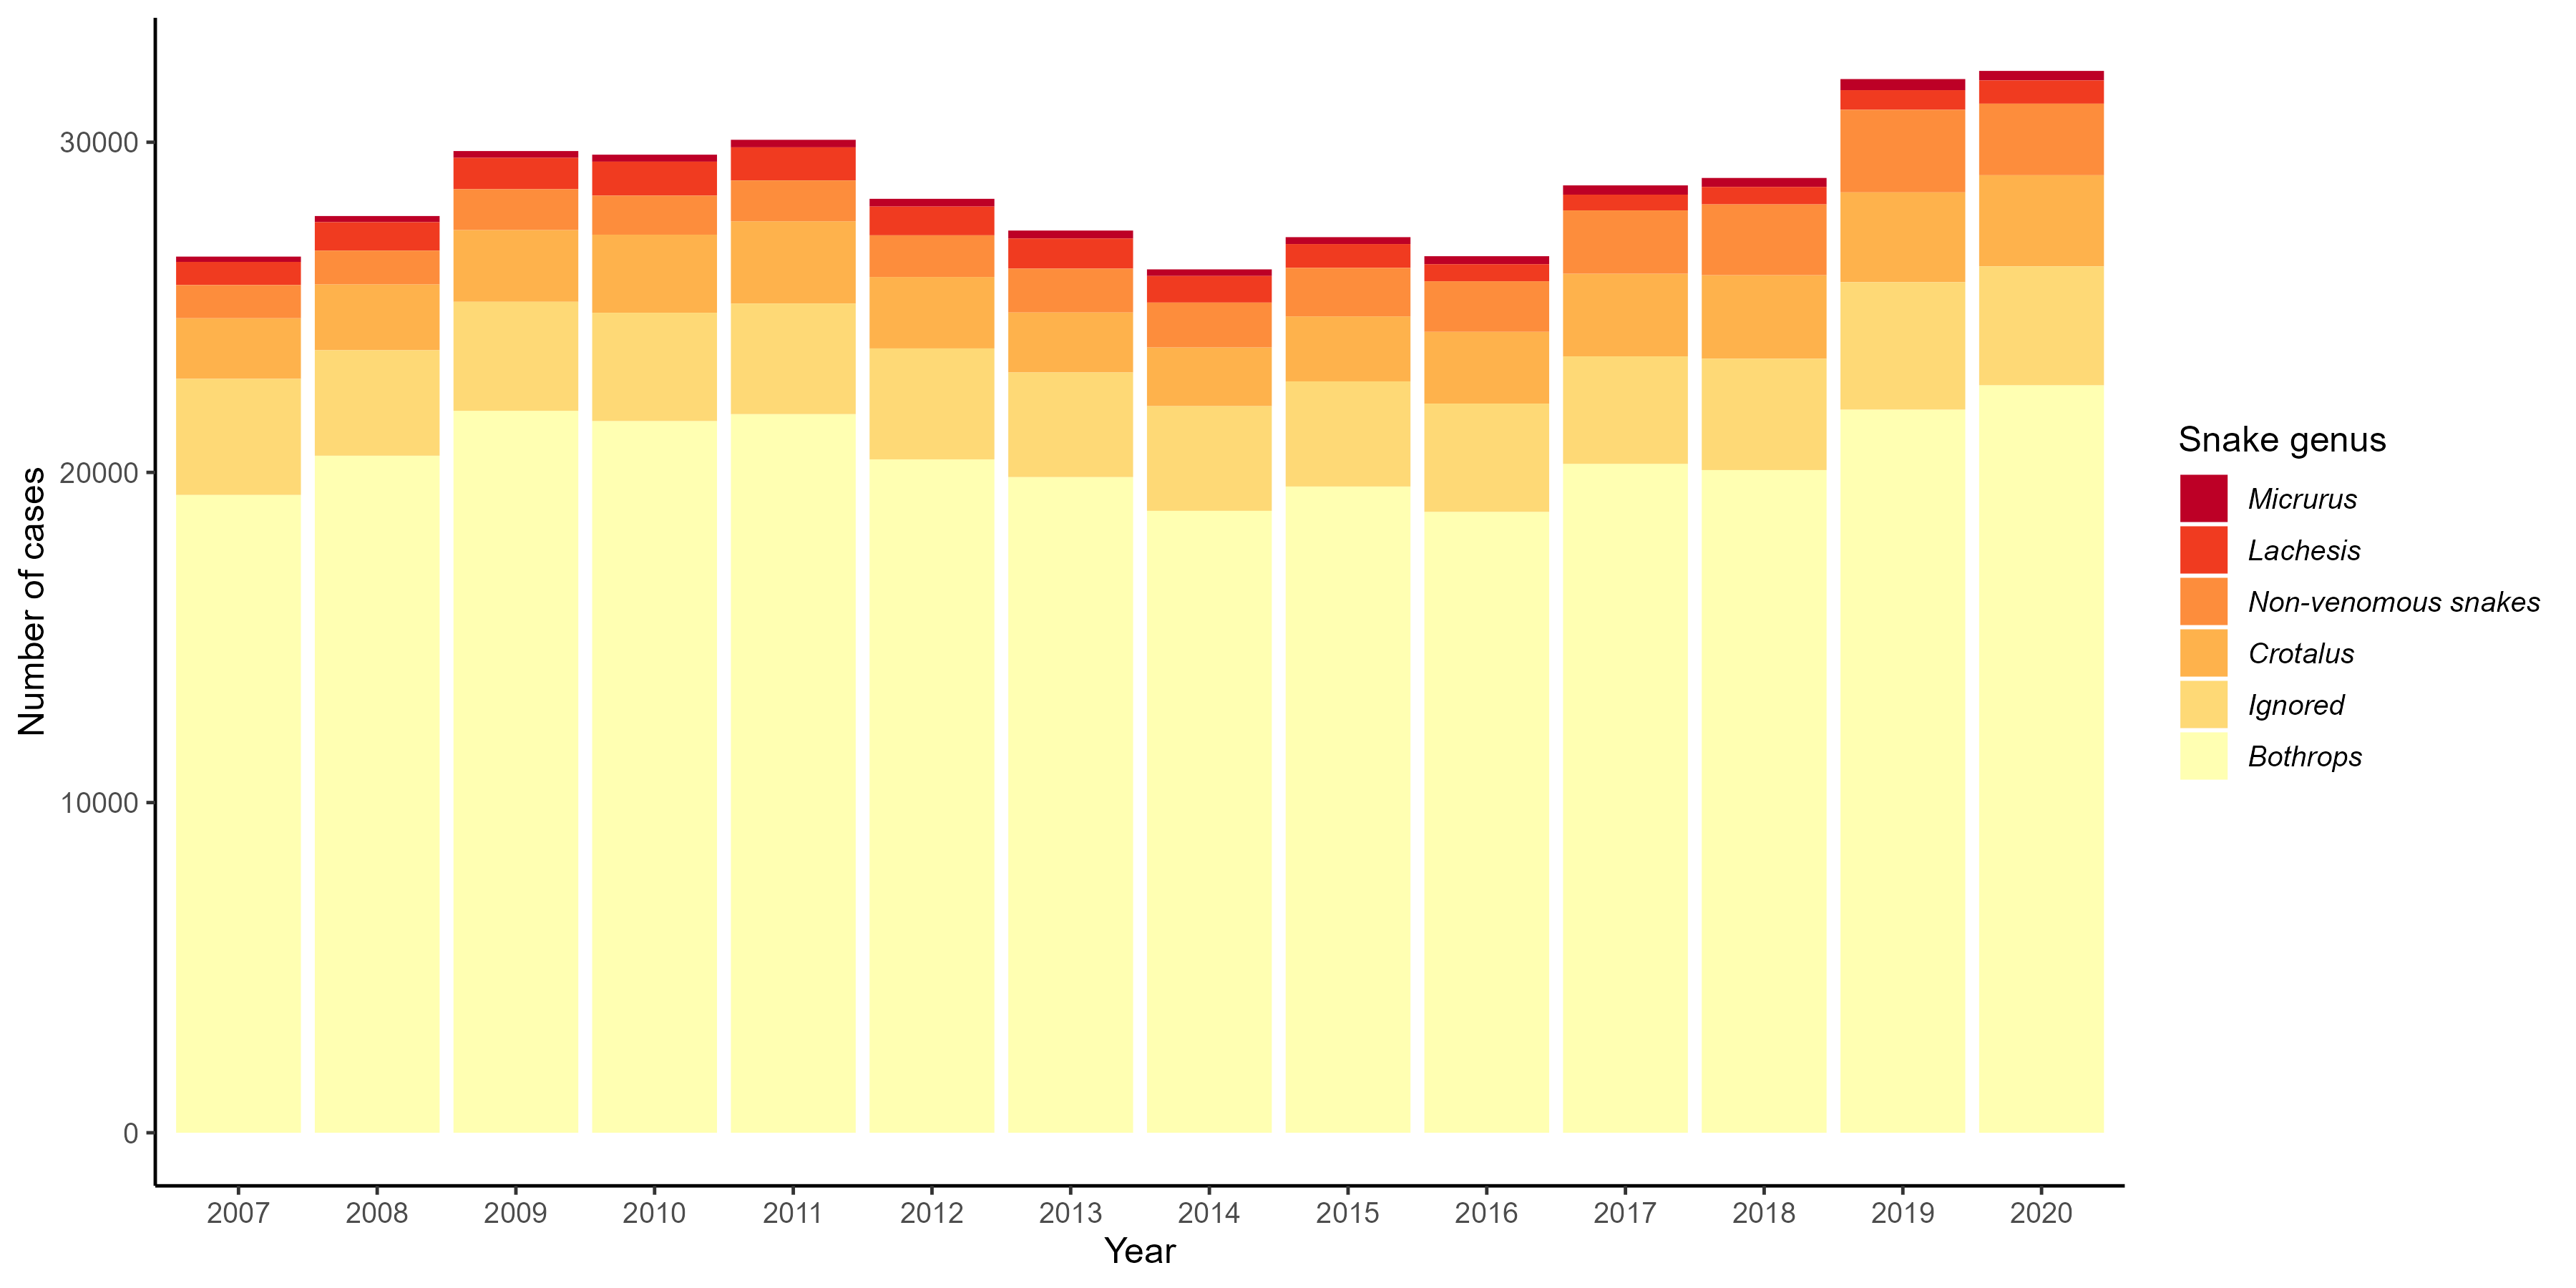 Number of cases
30000
20000
10000
0
2007 2008 2009 2010 2011 2012 2013 2014 2015 2016 2017 2018 2019 2020
Year
Snake genus
Micrurus
Lachesis
Non-venomous snakes
Crotalus
Ignored
Bothrops